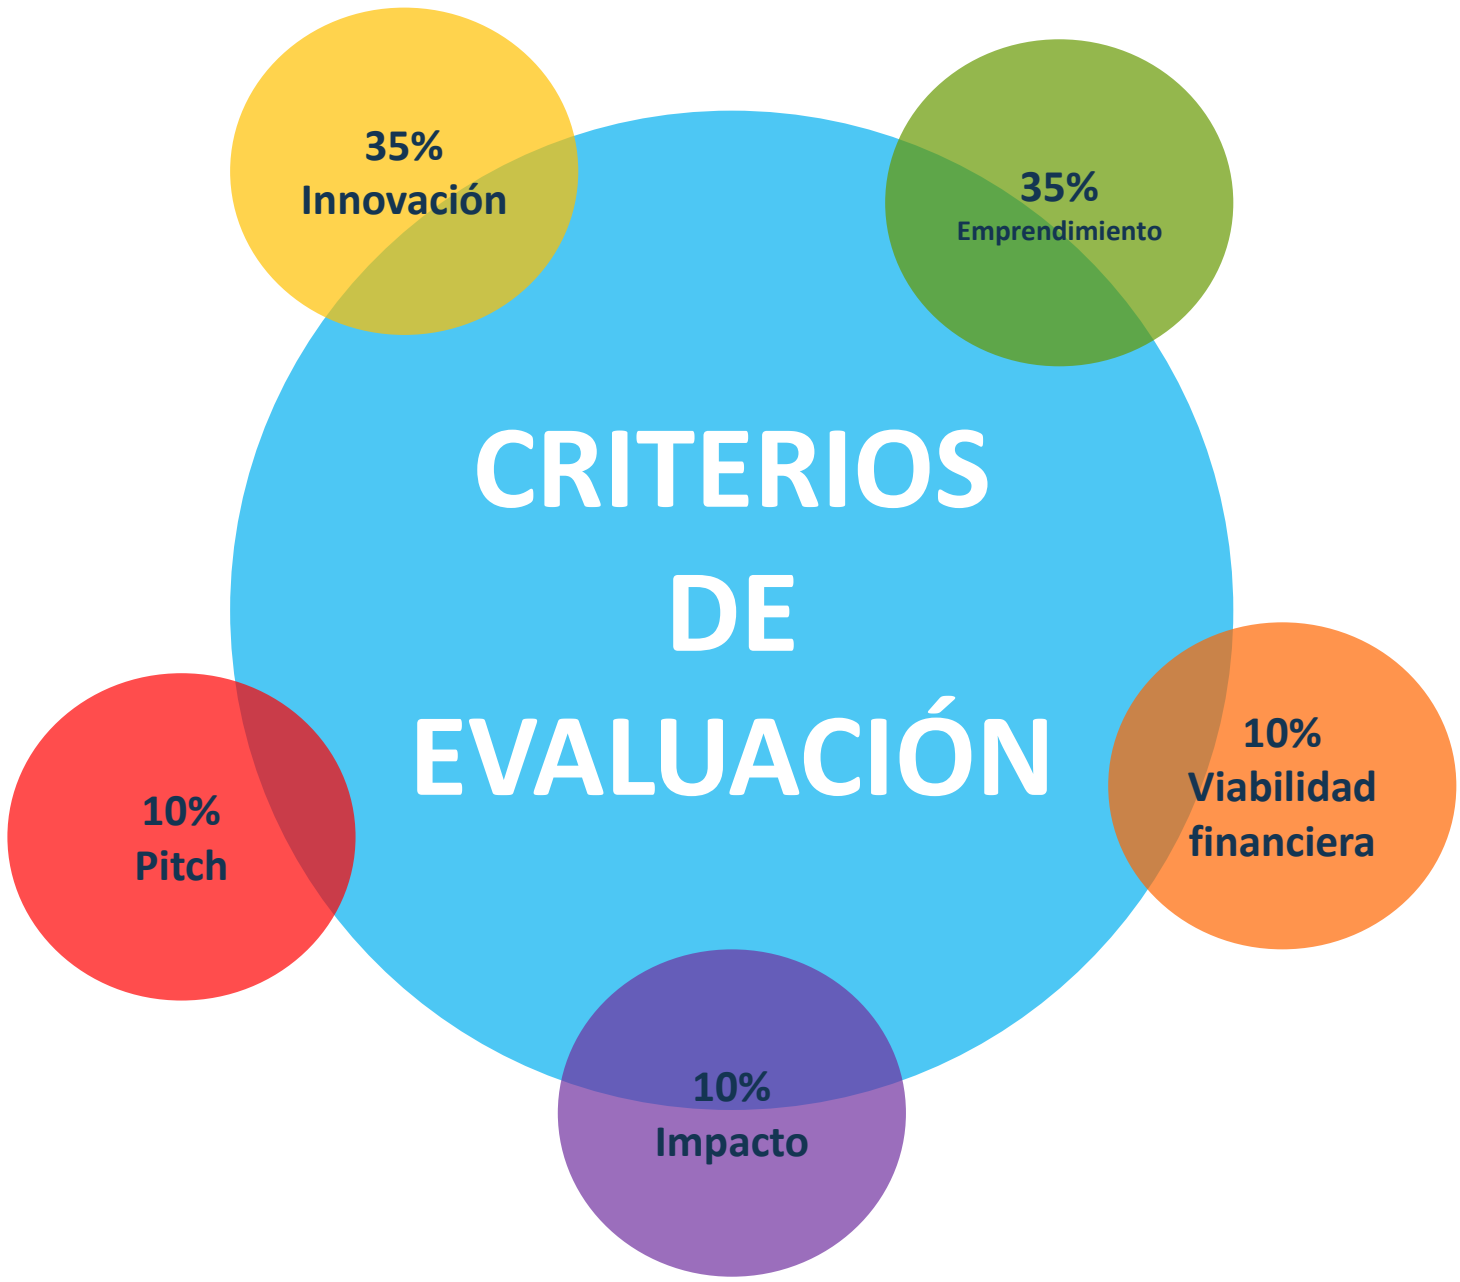 35%
Innovación
35%
Emprendimiento
CRITERIOS
DE
EVALUACIÓN
10%
Viabilidad
financiera
10%
Pitch
10%
Impacto